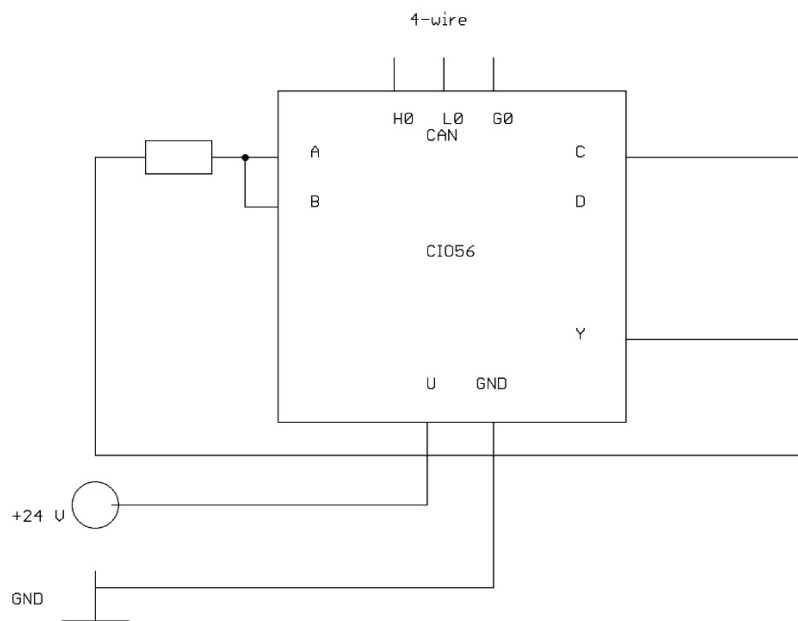 4-wire
H0 L0 G0
CAN
A C
B D
CIO56
Y
U GND
+24 V
GND